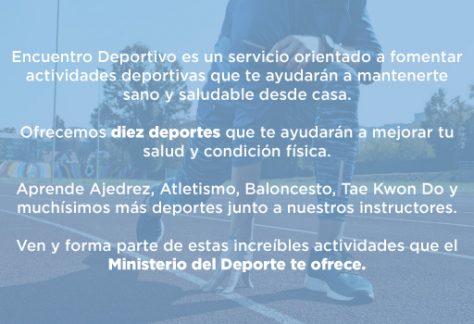 Encuentro Deportivo es un servicio orientado a fomentar
actividades deportivas que te ayudarán a mantenerte
sano y saludable desde casa.
Ofrecemos diez deportes que te ayudarán a mejorar tu
salud y condición física.
Aprende Ajedrez, Atletismo, Baloncesto, Tae Kwon Do y
muchísimos más deportes junto a nuestros instructores.
Ven y forma parte de estas increíbles actividades que el
Ministerio del Deporte te ofrece.